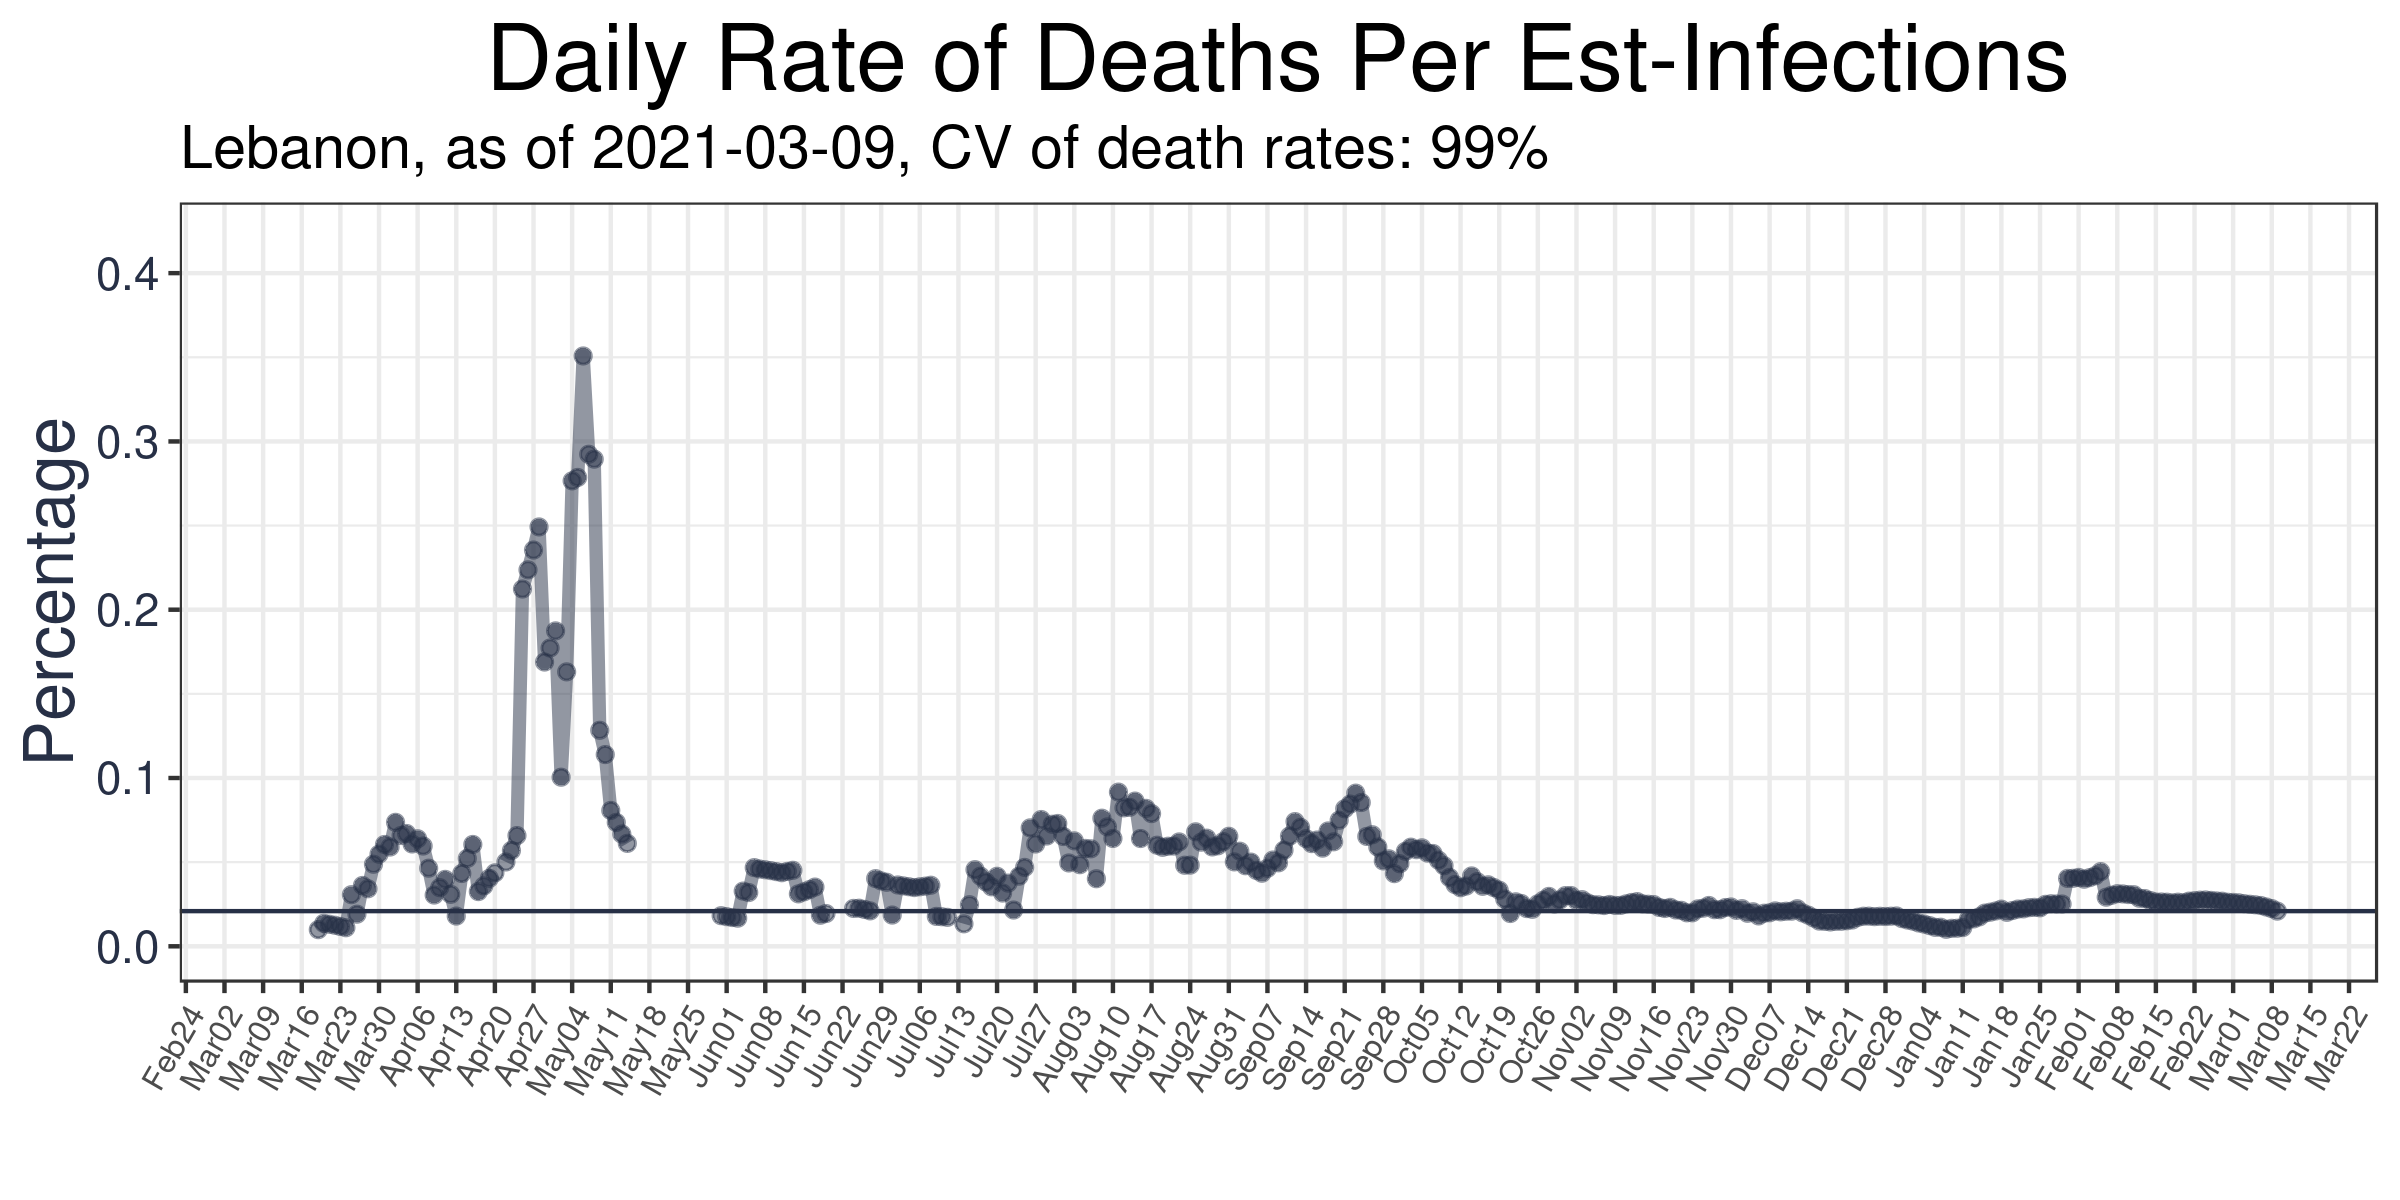 Daily Rate of Deaths Per Est-Infections
Lebanon, as of 2021-03-09, CV of death rates: 99%
Percentage
0.4
0.3
0.2
0.1
0.0
Feb24
Mar02
Mar09
Mar16
Mar23
Mar30
Apr06
Apr13
Apr20
Apr27
May04
May11
May18
May25
Jun01
Jun08
Jun15
Jun22
Jun29
Jul06
Jul13
Jul20
Jul27
Aug03
Aug10
Aug17
Aug24
Aug31
Sep07
Sep14
Sep21
Sep28
Oct05
Oct12
Oct19
Oct26
Nov02
Nov09
Nov16
Nov23
Nov30
Dec07
Dec14
Dec21
Dec28
Jan04
Jan11
Jan18
Jan25
Feb01
Feb08
Feb15
Feb22
Mar01
Mar08
Mar15
Mar22